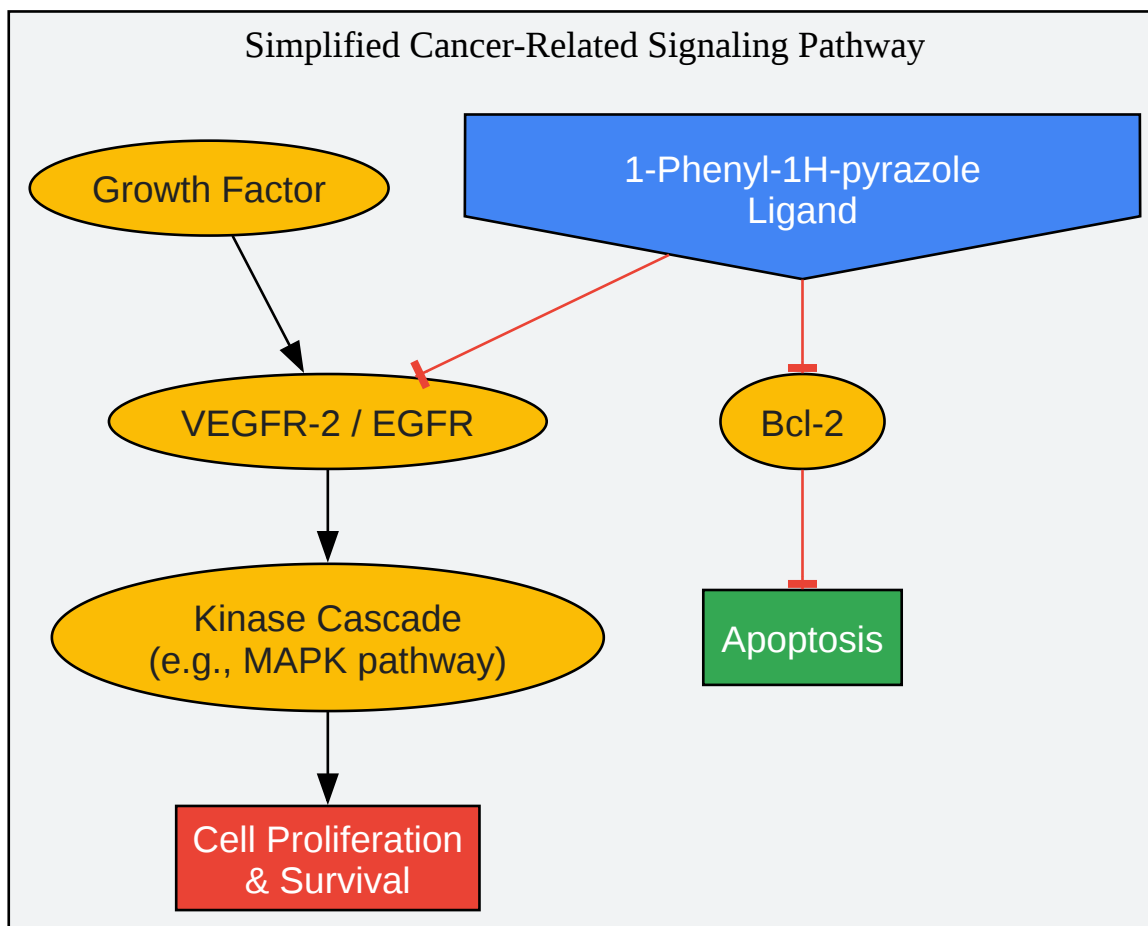 Simplified Cancer-Related Signaling Pathway
Growth Factor
1-Phenyl-1H-pyrazole
Ligand
VEGFR-2 / EGFR
Bcl-2
Kinase Cascade
(e.g., MAPK pathway)
Apoptosis
Cell Proliferation
& Survival